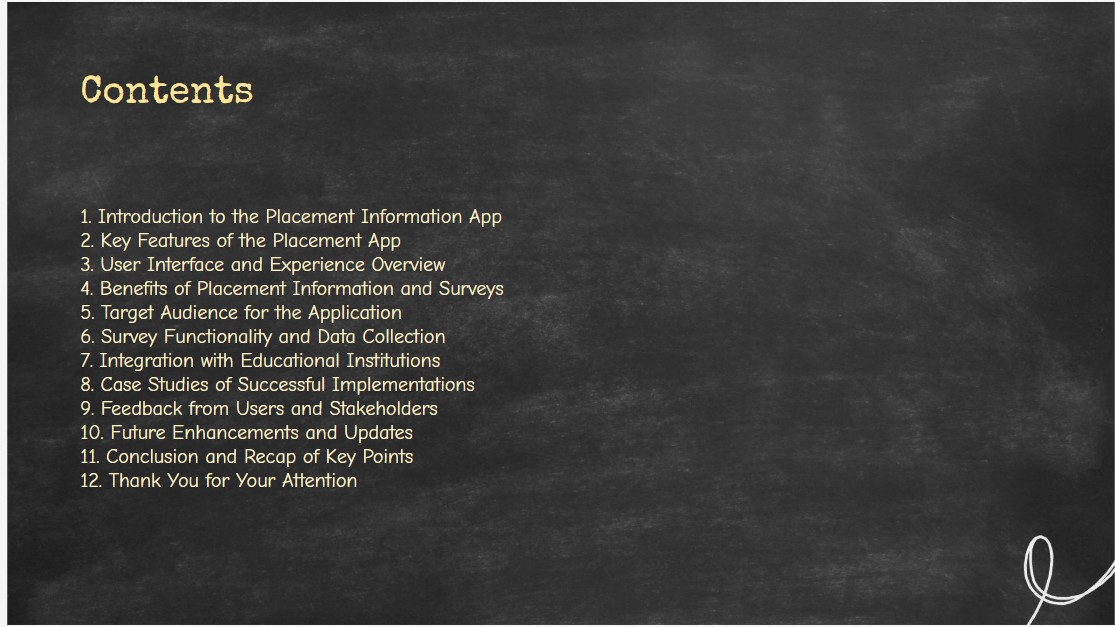 Contents
1. Introduction to the Placement Information App
2. Key Features of the Placement App
3. User Interface and Experience Overview
4. Benefits of Placement Information and Surveys
5. Target Audience for the Application
6. Survey Functionality and Data Collection
7. Integration with Educational Institutions
8. Case Studies of Successful Implementations
9. Feedback from Users and Stakeholders
10. Future Enhancements and Updates
11. Conclusion and Recap of Key Points
12. Thank You for Your Attention